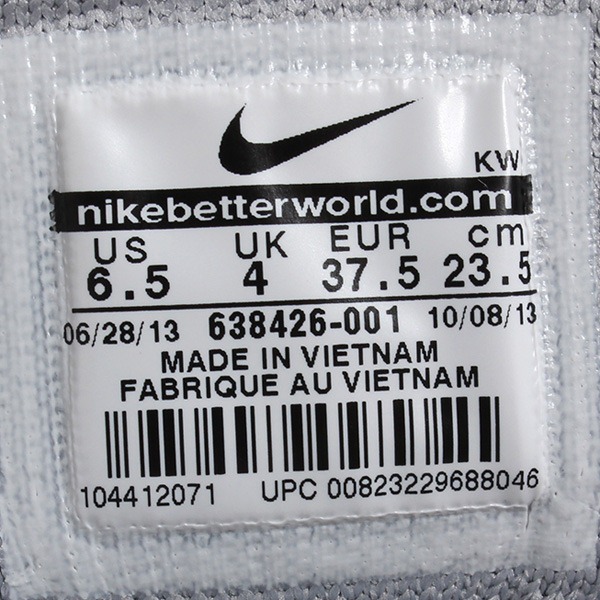 KW
nikebetterworld.com
US UK EUR cm
6.5 4 37.5 23.5
06/28/13 638426-001 10/08/13
MADE IN VIETNAM
FABRIQUE AU VIETNAM
104412071 UPC 00823229688046